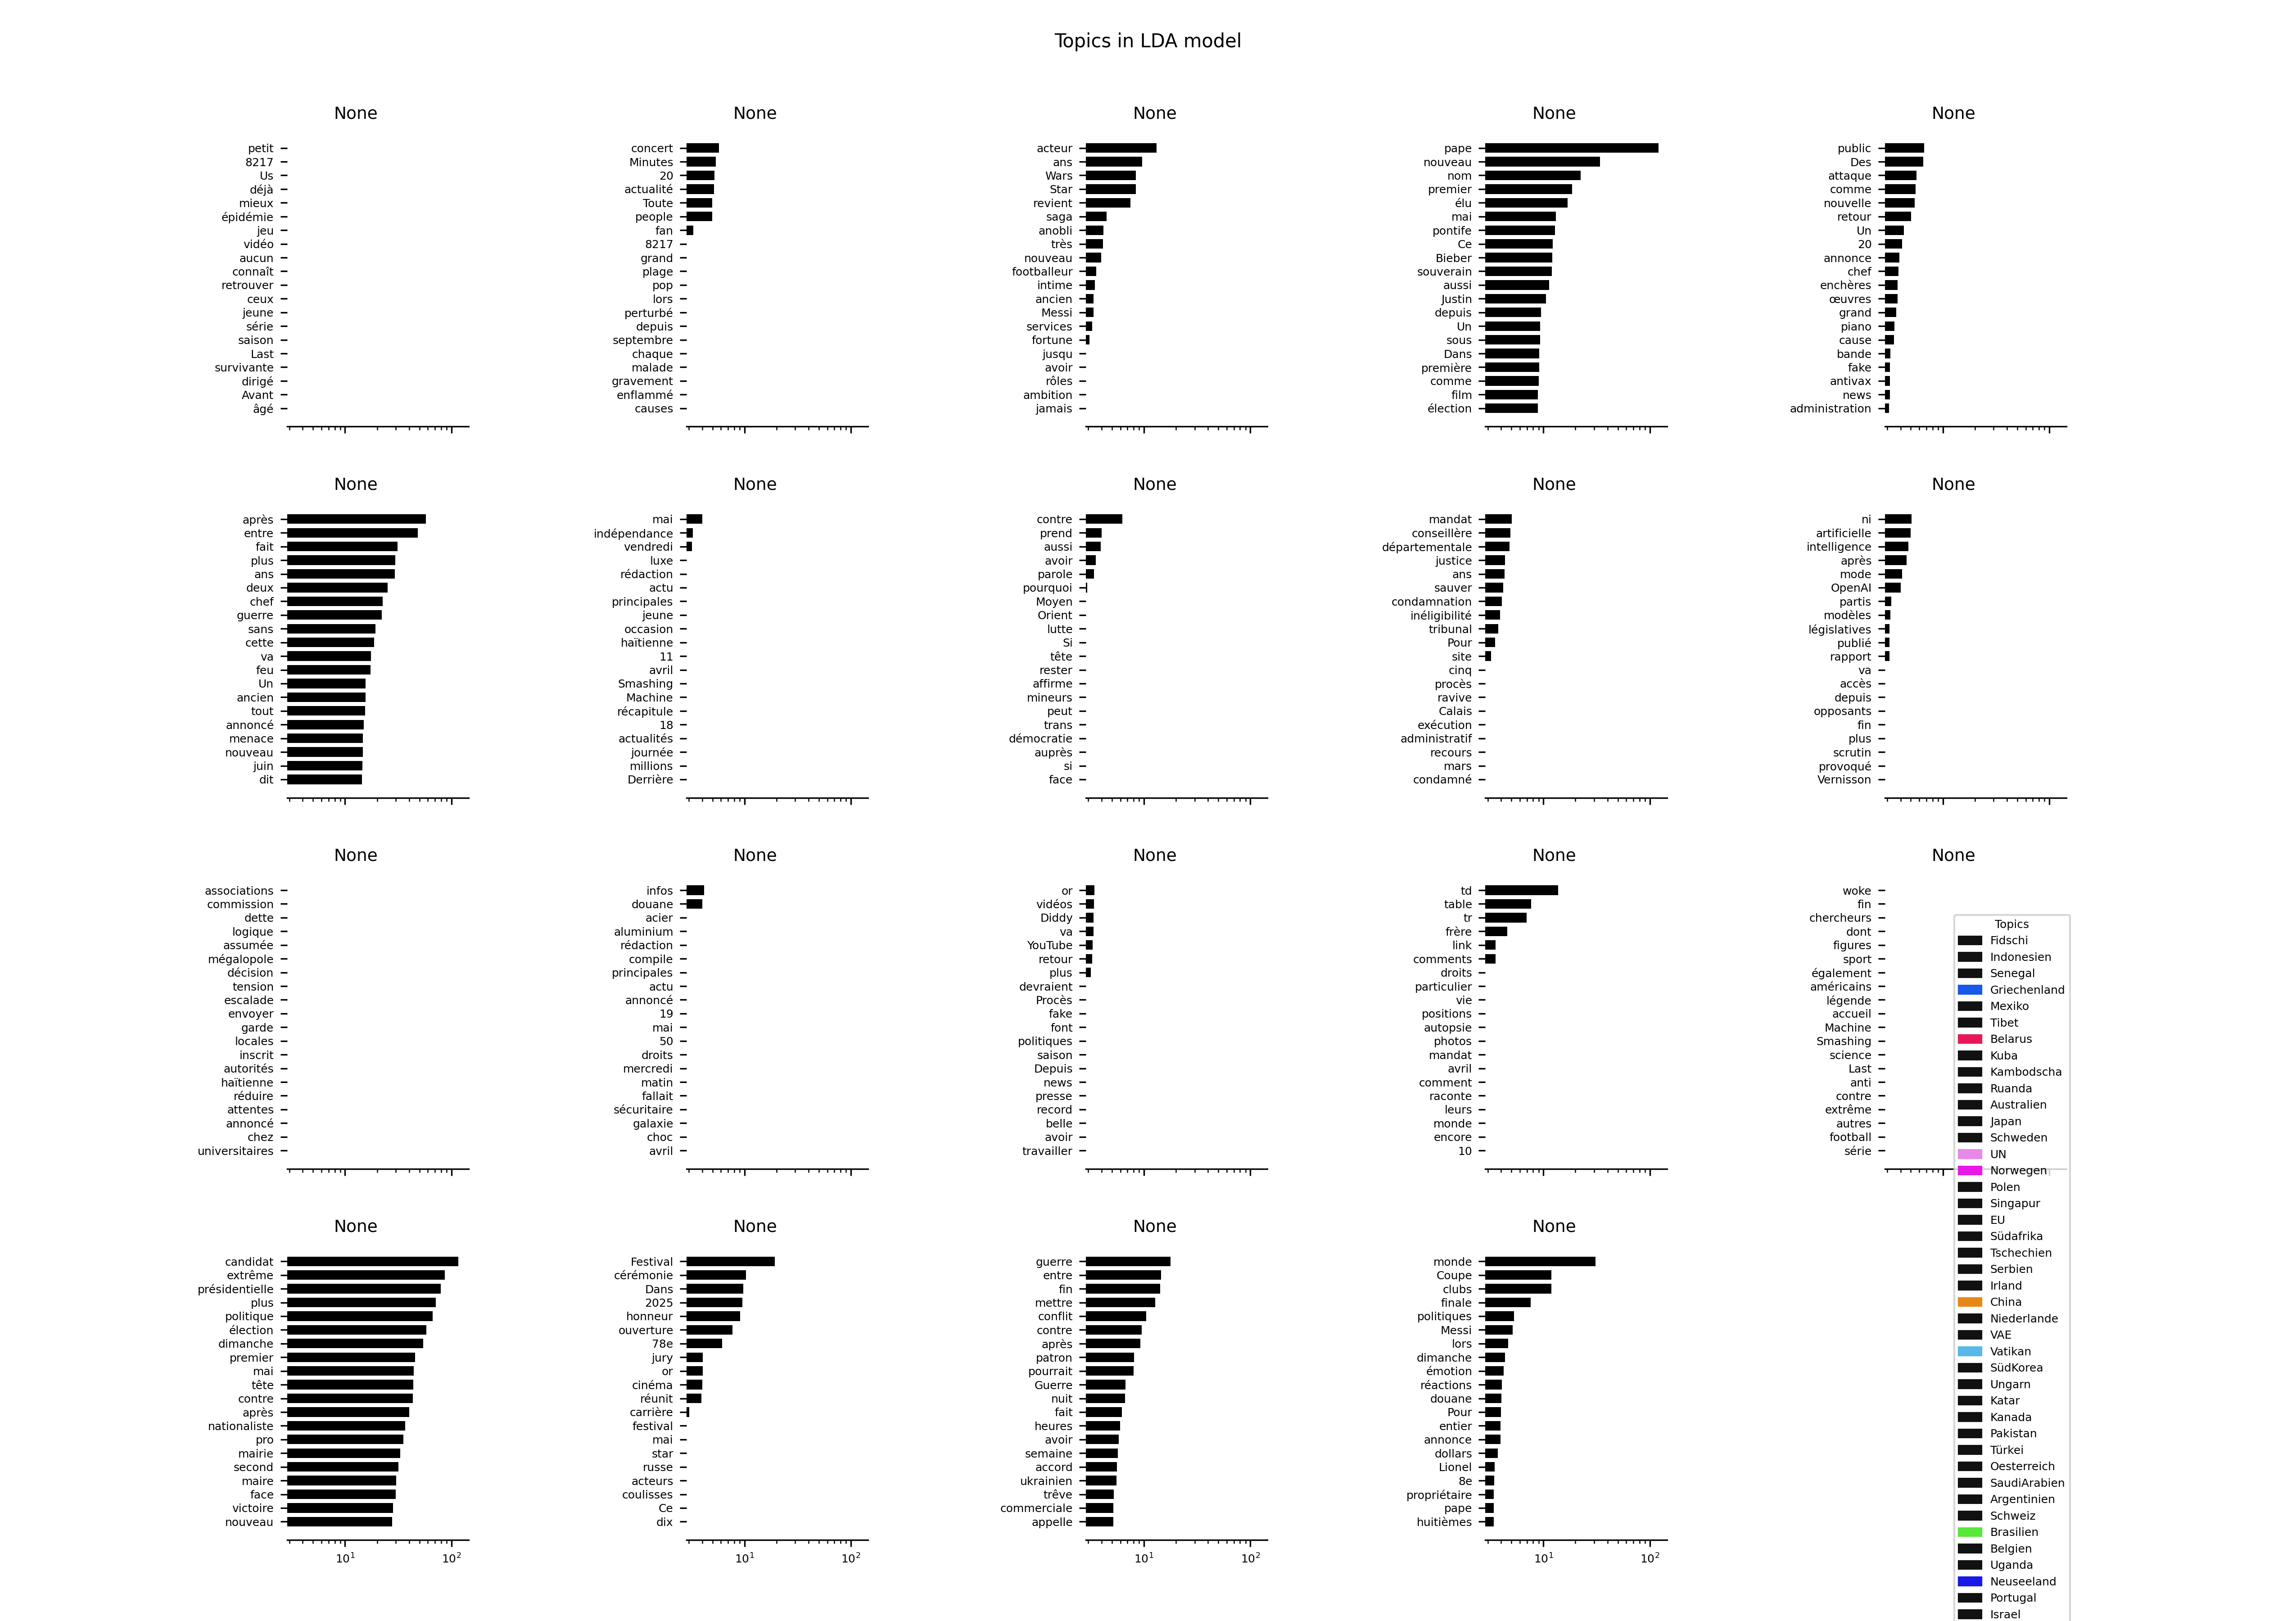 Topics in LDA model
None
petit
8217
Us
déjà
mieux
épidémie
jeu
vidéo
aucun
connaît
retrouver
ceux
jeune
série
saison
Last
survivante
dirigé
Avant
âgé
None
concert
Minutes
20
actualité
Toute
people
fan
8217
grand
plage
pop
lors
perturbé
depuis
septembre
chaque
malade
gravement
enflammé
causes
None
acteur
ans
Wars
Star
revient
saga
anobli
très
nouveau
footballeur
intime
ancien
Messi
services
fortune
jusqu
avoir
rôles
ambition
jamais
None
pape
nouveau
nom
premier
élu
mai
pontife
Ce
Bieber
souverain
aussi
Justin
depuis
Un
sous
Dans
première
comme
film
élection
None
public
Des
attaque
comme
nouvelle
retour
Un
20
annonce
chef
enchères
œuvres
grand
piano
cause
bande
fake
antivax
news
administration
None
après
entre
fait
plus
ans
deux
chef
guerre
sans
cette
va
feu
Un
ancien
tout
annoncé
menace
nouveau
juin
dit
None
mai
indépendance
vendredi
luxe
rédaction
actu
principales
jeune
occasion
haïtienne
11
avril
Smashing
Machine
récapitule
18
actualités
journée
millions
Derrière
None
contre
prend
aussi
avoir
parole
pourquoi
Moyen
Orient
lutte
Si
tête
rester
affirme
mineurs
peut
trans
démocratie
auprès
si
face
None
mandat
conseillère
départementale
justice
ans
sauver
condamnation
inéligibilité
tribunal
Pour
site
cinq
procès
ravive
Calais
exécution
administratif
recours
mars
condamné
None
ni
artificielle
intelligence
après
mode
OpenAI
partis
modèles
législatives
publié
rapport
va
accès
depuis
opposants
fin
plus
scrutin
provoqué
Vernisson
None
associations
commission
dette
logique
assumée
mégalopole
décision
tension
escalade
envoyer
garde
locales
inscrit
autorités
haïtienne
réduire
attentes
annoncé
chez
universitaires
None
infos
douane
acier
aluminium
rédaction
compile
principales
actu
annoncé
19
mai
50
droits
mercredi
matin
fallait
sécuritaire
galaxie
choc
avril
None
or
vidéos
Diddy
va
YouTube
retour
plus
devraient
Procès
fake
font
politiques
saison
Depuis
news
presse
record
belle
avoir
travailler
None
td
table
tr
frère
link
comments
droits
particulier
vie
positions
autopsie
photos
mandat
avril
comment
raconte
leurs
monde
encore
10
None
woke
fin
chercheurs
dont
figures
sport
également
américains
légende
accueil
Machine
Smashing
science
Last
anti
contre
extrême
autres
football
série
None
candidat
extrême
présidentielle
plus
politique
élection
dimanche
premier
mai
tête
contre
après
nationaliste
pro
mairie
second
maire
face
victoire
nouveau
10¹ 10²
None
Festival
cérémonie
Dans
2025
honneur
ouverture
78e
jury
or
cinéma
réunit
carrière
festival
mai
star
russe
acteurs
coulisses
Ce
dix
10¹ 10²
None
guerre
entre
fin
mettre
conflit
contre
après
patron
pourrait
Guerre
nuit
fait
heures
avoir
semaine
accord
ukrainien
trêve
commerciale
appelle
10¹ 10²
None
monde
Coupe
clubs
finale
politiques
Messi
lors
dimanche
émotion
réactions
douane
Pour
entier
annonce
dollars
Lionel
8e
propriétaire
pape
huitièmes
10¹ 10²
Topics
Fidschi
Indonesien
Senegal
Griechenland
Mexiko
Tibet
Belarus
Kuba
Kambodscha
Ruanda
Australien
Japan
Schweden
UN
Norwegen
Polen
Singapur
EU
Südafrika
Tschechien
Serbien
Irland
China
Niederlande
VAE
Vatikan
SüdKorea
Ungarn
Katar
Kanada
Pakistan
Türkei
Oesterreich
SaudiArabien
Argentinien
Schweiz
Brasilien
Belgien
Uganda
Neuseeland
Portugal
Israel